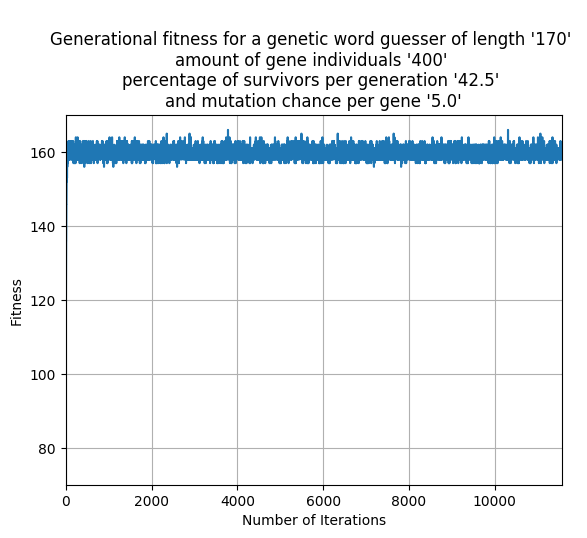 Generational fitness for a genetic word guesser of length '170'
amount of gene individuals '400'
percentage of survivors per generation '42.5'
and mutation chance per gene '5.0'
160
140
120
100
80
Fitness
0 2000 4000 6000 8000 10000
Number of Iterations